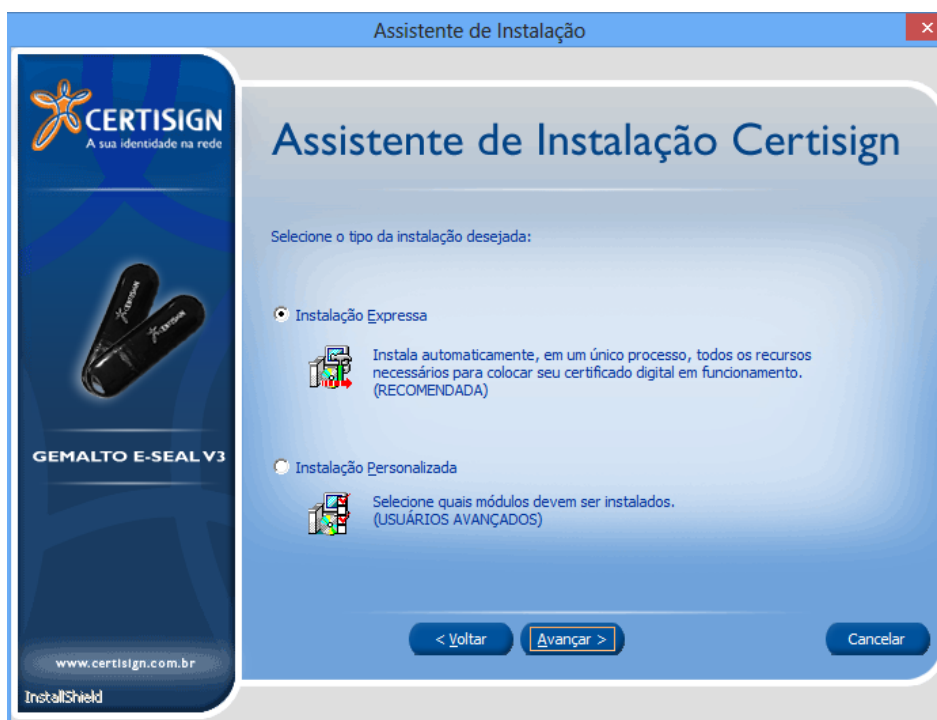 Assistente de Instalação
CERTISIGN
A sua identidade na rede
Assistente de Instalação Certisign
Selecione o tipo da instalação desejada:
Instalação Expressa
Instala automaticamente, em um único processo, todos os recursos
necessários para colocar seu certificado digital em funcionamento.
(RECOMENDADA)
CERTISIGN
CERTISIGN
GEMALTO E-SEAL V3
Instalação Personalizada
Selecione quais módulos devem ser instalados.
(USUÁRIOS AVANÇADOS)
< Voltar
Avançar >
Cancelar
www.certisign.com.br
InstallShield